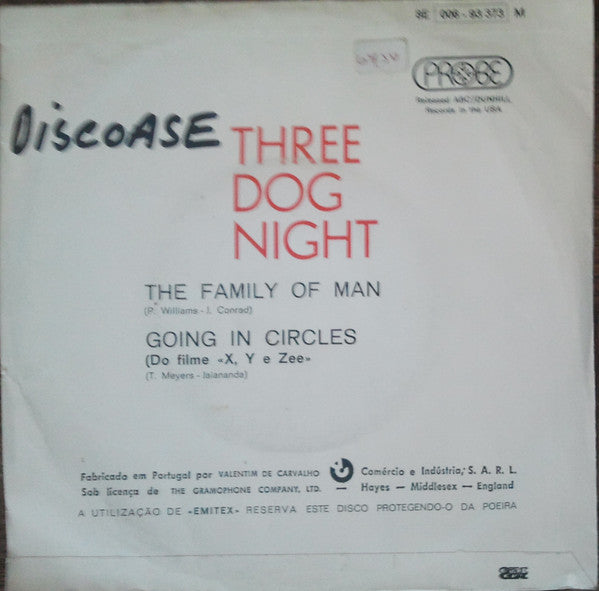 8E 006 - 93 373 M
PROBE
Released ABC/DUNHILL
Records in the USA
DiscoASE
THREE
DOG
NIGHT
THE FAMILY OF MAN
(P. Williams - J. Conrad)
GOING IN CIRCLES
(Do filme «X, Y e Zee»
(T. Meyers - Jaiananda)
Fabricado em Portugal por VALENTIM DE CARVALHO Comércio e Indústria, S. A. R. L.
Sob licença de THE GRAMOPHONE COMPANY, LTD. — Hayes — Middlesex — England
A UTILIZAÇÃO DE «EMITEX» RESERVA ESTE DISCO PROTEGENDO-O DA POEIRA